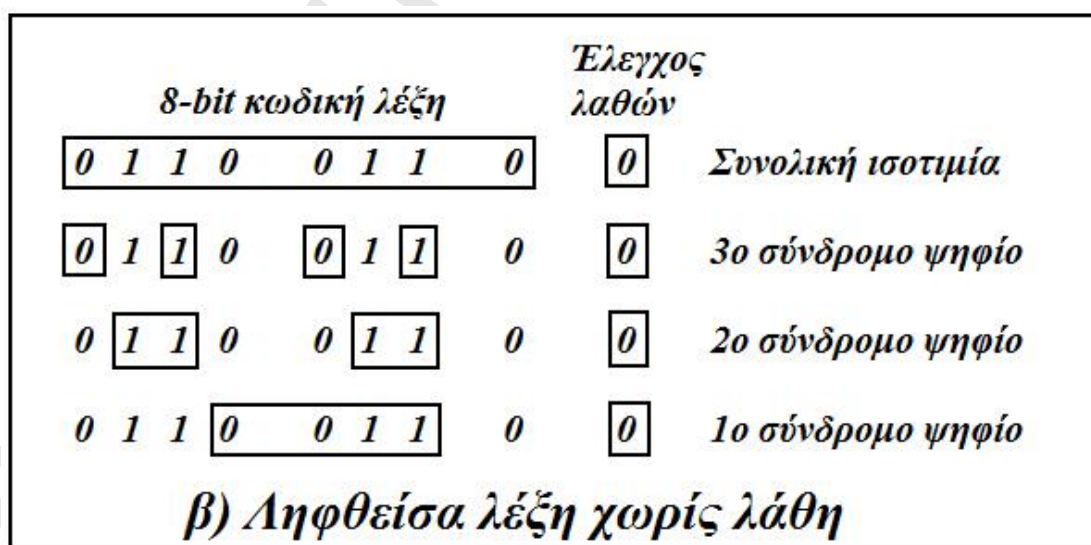 Έλεγχος
8-bit κωδική λέξη λαθών
0 1 1 0 0 1 1 0 0 Συνολική ισοτιμία
0 1 1 0 0 1 1 0 0 3ο σύνδρομο ψηφίο
0 1 1 0 0 1 1 0 0 2ο σύνδρομο ψηφίο
0 1 1 0 0 1 1 0 0 1ο σύνδρομο ψηφίο
β) Ληφθείσα λέξη χωρίς λάθη